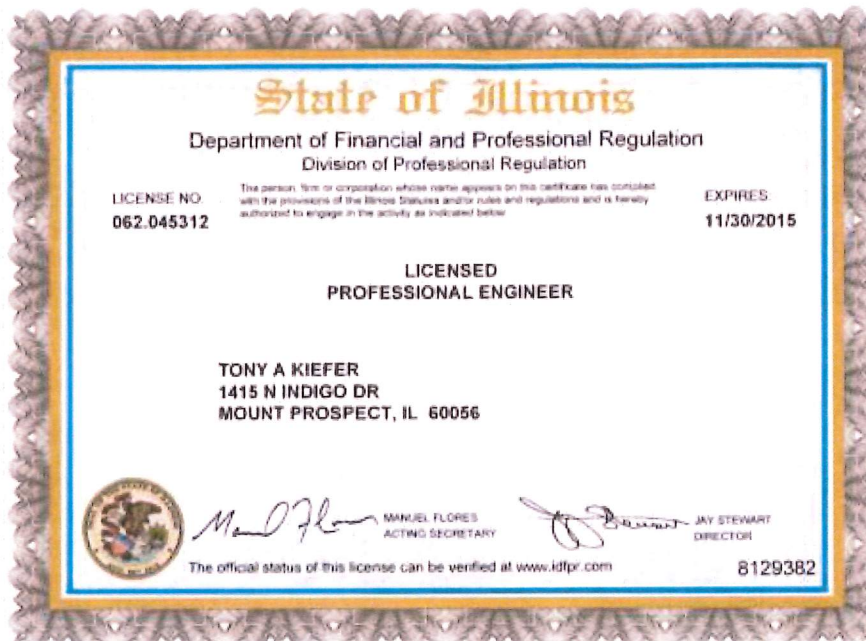 State of Illinois
Department of Financial and Professional Regulation
Division of Professional Regulation
LICENSE NO.
062.045312
The person, firm or corporation whose name appears on this certificate has complied
with the provisions of the Illinois Statutes and/or rules and regulations and is hereby
authorized to engage in the activity as indicated below
EXPIRES:
11/30/2015
LICENSED
PROFESSIONAL ENGINEER
TONY A KIEFER
1415 N INDIGO DR
MOUNT PROSPECT, IL 60056
MANUEL FLORES
ACTING SECRETARY
JAY STEWART
DIRECTOR
The official status of this license can be verified at www.idfpr.com
8129382